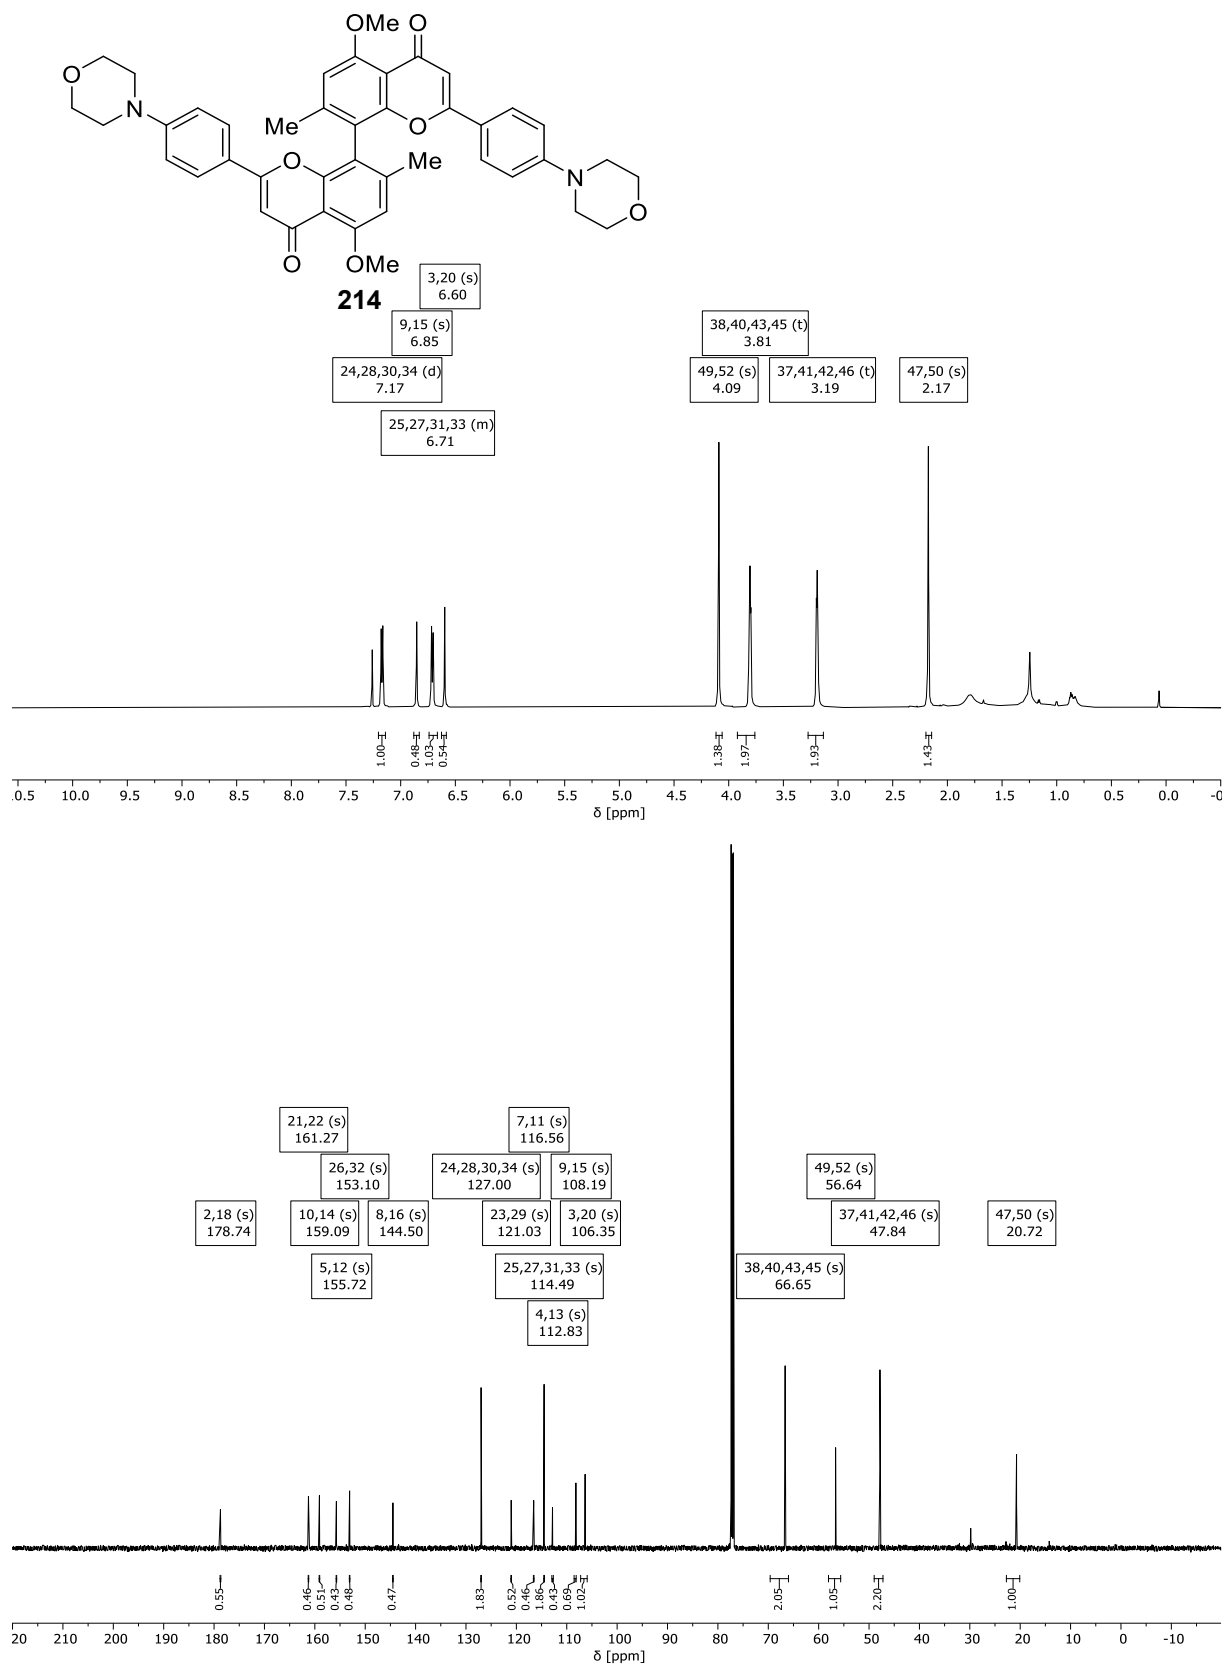 OMe
O
O
N
Me
O
O
Me
N
O
O
OMe
214
3,20 (s)
6.60
9,15 (s)
6.85
38,40,43,45 (t)
3.81
24,28,30,34 (d)
7.17
49,52 (s)
4.09
37,41,42,46 (t)
3.19
47,50 (s)
2.17
25,27,31,33 (m)
6.71
1.00
0.48
1.03
0.54
1.38
1.97
1.93
1.43
.0.5 10.0 9.5 9.0 8.5 8.0 7.5 7.0 6.5 6.0 5.5 5.0 4.5 4.0 3.5 3.0 2.5 2.0 1.5 1.0 0.5 0.0 -0
δ [ppm]
21,22 (s)
161.27
7,11 (s)
116.56
26,32 (s)
153.10
24,28,30,34 (s)
127.00
9,15 (s)
108.19
49,52 (s)
56.64
2,18 (s)
178.74
10,14 (s)
159.09
8,16 (s)
144.50
23,29 (s)
121.03
3,20 (s)
106.35
37,41,42,46 (s)
47.84
47,50 (s)
20.72
5,12 (s)
155.72
25,27,31,33 (s)
114.49
38,40,43,45 (s)
66.65
4,13 (s)
112.83
0.55
0.46
0.51
0.43
0.48
0.47
1.83
0.52
0.46
1.86
0.43
0.69
1.02
2.05
1.05
2.20
1.00
20 210 200 190 180 170 160 150 140 130 120 110 100 90 80 70 60 50 40 30 20 10 0 -10
δ [ppm]